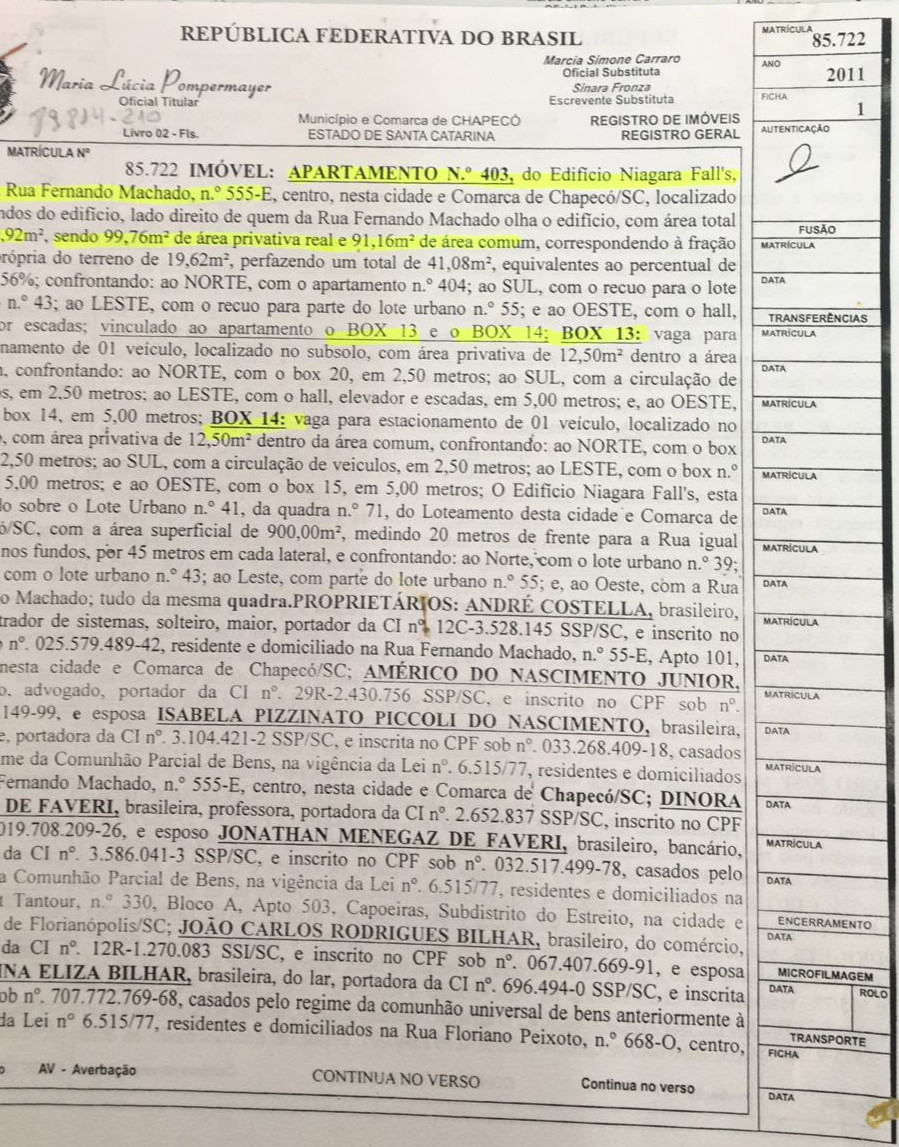 REPÚBLICA FEDERATIVA DO BRASIL
Maria Lúcia Pompermayer
Oficial Titular
89814-210
Livro 02 - Fls.
Marcia Simone Carraro
Oficial Substituta
Sinara Fronza
Escrevente Substituta
Município e Comarca de CHAPECÓ
ESTADO DE SANTA CATARINA
REGISTRO DE IMÓVEIS
REGISTRO GERAL
MATRÍCULA Nº
85.722 IMÓVEL: APARTAMENTO N.º 403, do Edificio Niagara Fall's,
Rua Fernando Machado, n.º 555-E, centro, nesta cidade e Comarca de Chapecó/SC, localizado
ndos do edificio, lado direito de quem da Rua Fernando Machado olha o edifício, com área total
,92m², sendo 99,76m² de área privativa real e 91,16m² de área comum, correspondendo à fração
rópria do terreno de 19,62m², perfazendo um total de 41,08m², equivalentes ao percentual de
56%; confrontando: ao NORTE, com o apartamento n.º 404; ao SUL, com o recuo para o lote
n.º 43; ao LESTE, com o recuo para parte do lote urbano n.º 55; e ao OESTE, com o hall,
or escadas; vinculado ao apartamento o BOX 13 e o BOX 14; BOX 13: vaga para
namento de 01 veículo, localizado no subsolo, com área privativa de 12,50m² dentro a área
, confrontando: ao NORTE, com o box 20, em 2,50 metros; ao SUL, com a circulação de
s, em 2,50 metros; ao LESTE, com o hall, elevador e escadas, em 5,00 metros; e, ao OESTE,
box 14, em 5,00 metros; BOX 14: vaga para estacionamento de 01 veículo, localizado no
, com área privativa de 12,50m² dentro da área comum, confrontando: ao NORTE, com o box
2,50 metros; ao SUL, com a circulação de veiculos, em 2,50 metros; ao LESTE, com o box n.º
5,00 metros; e ao OESTE, com o box 15, em 5,00 metros; O Edifício Niagara Fall's, esta
do sobre o Lote Urbano n.º 41, da quadra n.º 71, do Loteamento desta cidade e Comarca de
ó/SC, com a área superficial de 900,00m², medindo 20 metros de frente para a Rua igual
nos fundos, por 45 metros em cada lateral, e confrontando: ao Norte, com o lote urbano n.º 39;
com o lote urbano n.º 43; ao Leste, com parte do lote urbano n.º 55; e, ao Oeste, com a Rua
o Machado; tudo da mesma quadra.PROPRIETÁRIOS: ANDRÉ COSTELLA, brasileiro,
trador de sistemas, solteiro, maior, portador da CI nº. 12C-3.528.145 SSP/SC, e inscrito no
nº. 025.579.489-42, residente e domiciliado na Rua Fernando Machado, n.º 55-E, Apto 101,
nesta cidade e Comarca de Chapecó/SC; AMÉRICO DO NASCIMENTO JUNIOR,
o. advogado, portador da CI nº. 29R-2.430.756 SSP/SC, e inscrito no CPF sob nº.
.149-99, e esposa ISABELA PIZZINATO PICCOLI DO NASCIMENTO, brasileira,
e, portadora da CI nº. 3.104.421-2 SSP/SC, e inscrita no CPF sob nº. 033.268.409-18, casados
me da Comunhão Parcial de Bens, na vigência da Lei nº. 6.515/77, residentes e domiciliados
Fernando Machado, n.º 555-E, centro, nesta cidade e Comarca de Chapecó/SC; DINORA
DE FAVERI, brasileira, professora, portadora da CI nº. 2.652.837 SSP/SC, inscrito no CPF
019.708.209-26, e esposo JONATHAN MENEGAZ DE FAVERI, brasileiro, bancário,
da CI nº. 3.586.041-3 SSP/SC, e inscrito no CPF sob nº. 032.517.499-78, casados pelo
a Comunhão Parcial de Bens, na vigência da Lei nº. 6.515/77, residentes e domiciliados na
Tantour, n.º 330, Bloco A, Apto 503, Capoeiras, Subdistrito do Estreito, na cidade e
de Florianópolis/SC; JOÃO CARLOS RODRIGUES BILHAR, brasileiro, do comércio,
da CI nº. 12R-1.270.083 SSI/SC, e inscrito no CPF sob nº. 067.407.669-91, e esposa
INA ELIZA BILHAR, brasileira, do lar, portadora da CI nº. 696.494-0 SSP/SC, e inscrita
ob nº. 707.772.769-68, casados pelo regime da comunhão universal de bens anteriormente à
da Lei nº 6.515/77, residentes e domiciliados na Rua Floriano Peixoto, n.º 668-O, centro,
o AV - Averbação
CONTINUA NO VERSO
Continua no verso
MATRÍCULA
85.722
ANO
2011
FICHA
1
AUTENTICAÇÃO
FUSÃO
MATRÍCULA
DATA
TRANSFERÊNCIAS
MATRÍCULA
DATA
MATRÍCULA
DATA
MATRÍCULA
DATA
MATRÍCULA
DATA
MATRÍCULA
DATA
MATRÍCULA
DATA
MATRÍCULA
DATA
MATRÍCULA
DATA
ENCERRAMENTO
DATA
MICROFILMAGEM
DATA
ROLO
TRANSPORTE
FICHA
DATA